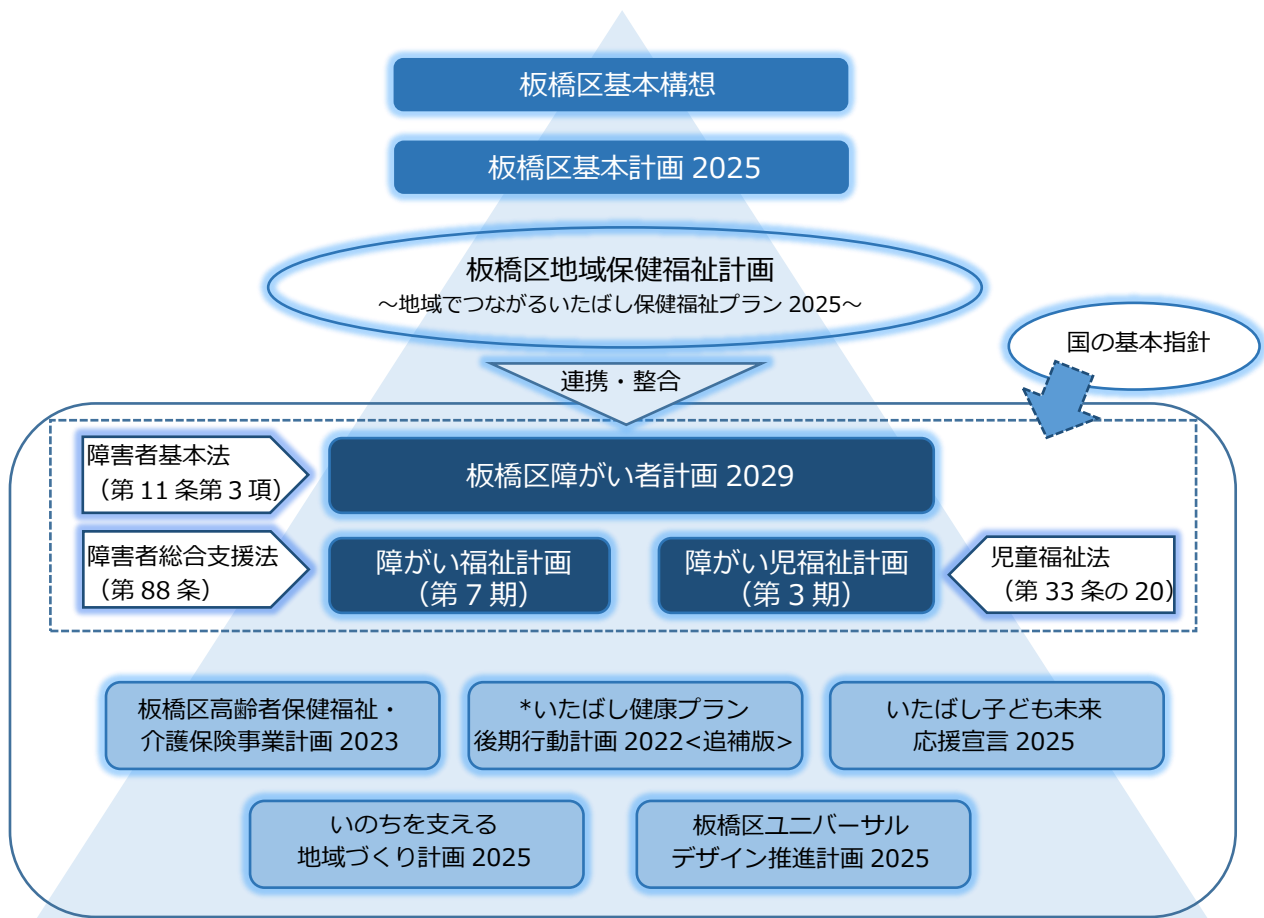 板橋区基本構想
板橋区基本計画 2025
板橋区地域保健福祉計画
～地域でつながるいたばし保健福祉プラン 2025～
国の基本指針
連携・整合
障害者基本法
（第 11 条第 3 項）
板橋区障がい者計画 2029
障害者総合支援法
（第 88 条）
障がい福祉計画
（第 7 期）
障がい児福祉計画
（第 3 期）
児童福祉法
（第 33 条の 20）
板橋区高齢者保健福祉・
介護保険事業計画 2023
*いたばし健康プラン
後期行動計画 2022<追補版>
いたばし子ども未来
応援宣言 2025
いのちを支える
地域づくり計画 2025
板橋区ユニバーサル
デザイン推進計画 2025